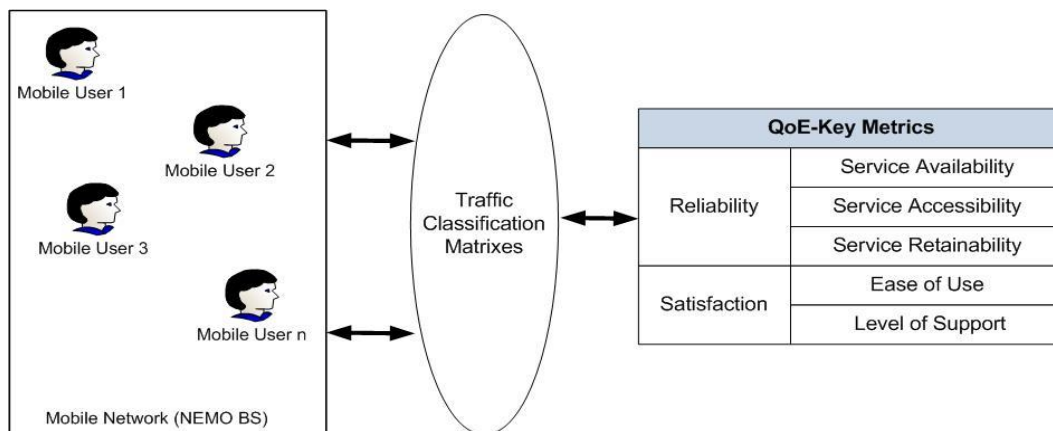 Mobile User 1
Mobile User 2
Mobile User 3
Mobile User n
Mobile Network (NEMO BS)
Traffic
Classification
Matrixes
QoE-Key Metrics
Reliability
Service Availability
Service Accessibility
Service Retainability
Satisfaction
Ease of Use
Level of Support